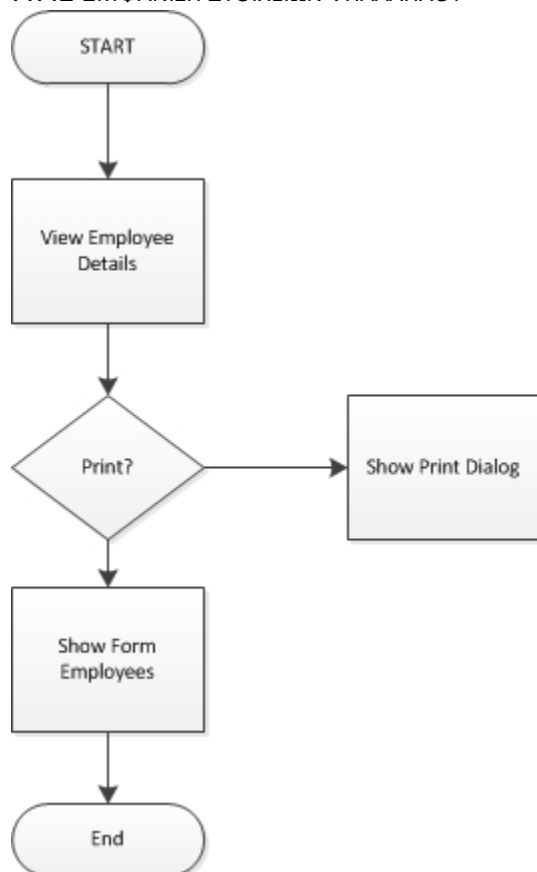 START
View Employee
Details
Print?
Show Print Dialog
Show Form
Employees
End